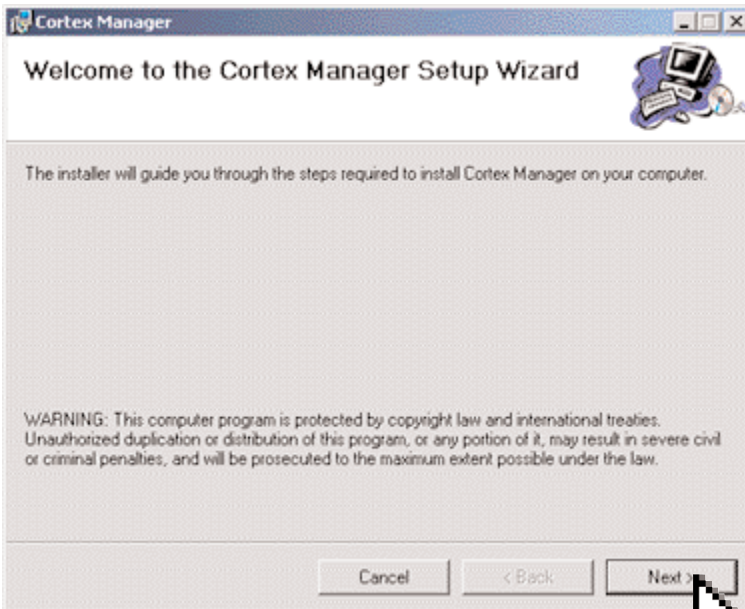 Cortex Manager
Welcome to the Cortex Manager Setup Wizard
The installer will guide you through the steps required to install Cortex Manager on your computer.
WARNING: This computer program is protected by copyright law and international treaties.
Unauthorized duplication or distribution of this program, or any portion of it, may result in severe civil
or criminal penalties, and will be prosecuted to the maximum extent possible under the law.
Cancel < Back Next >